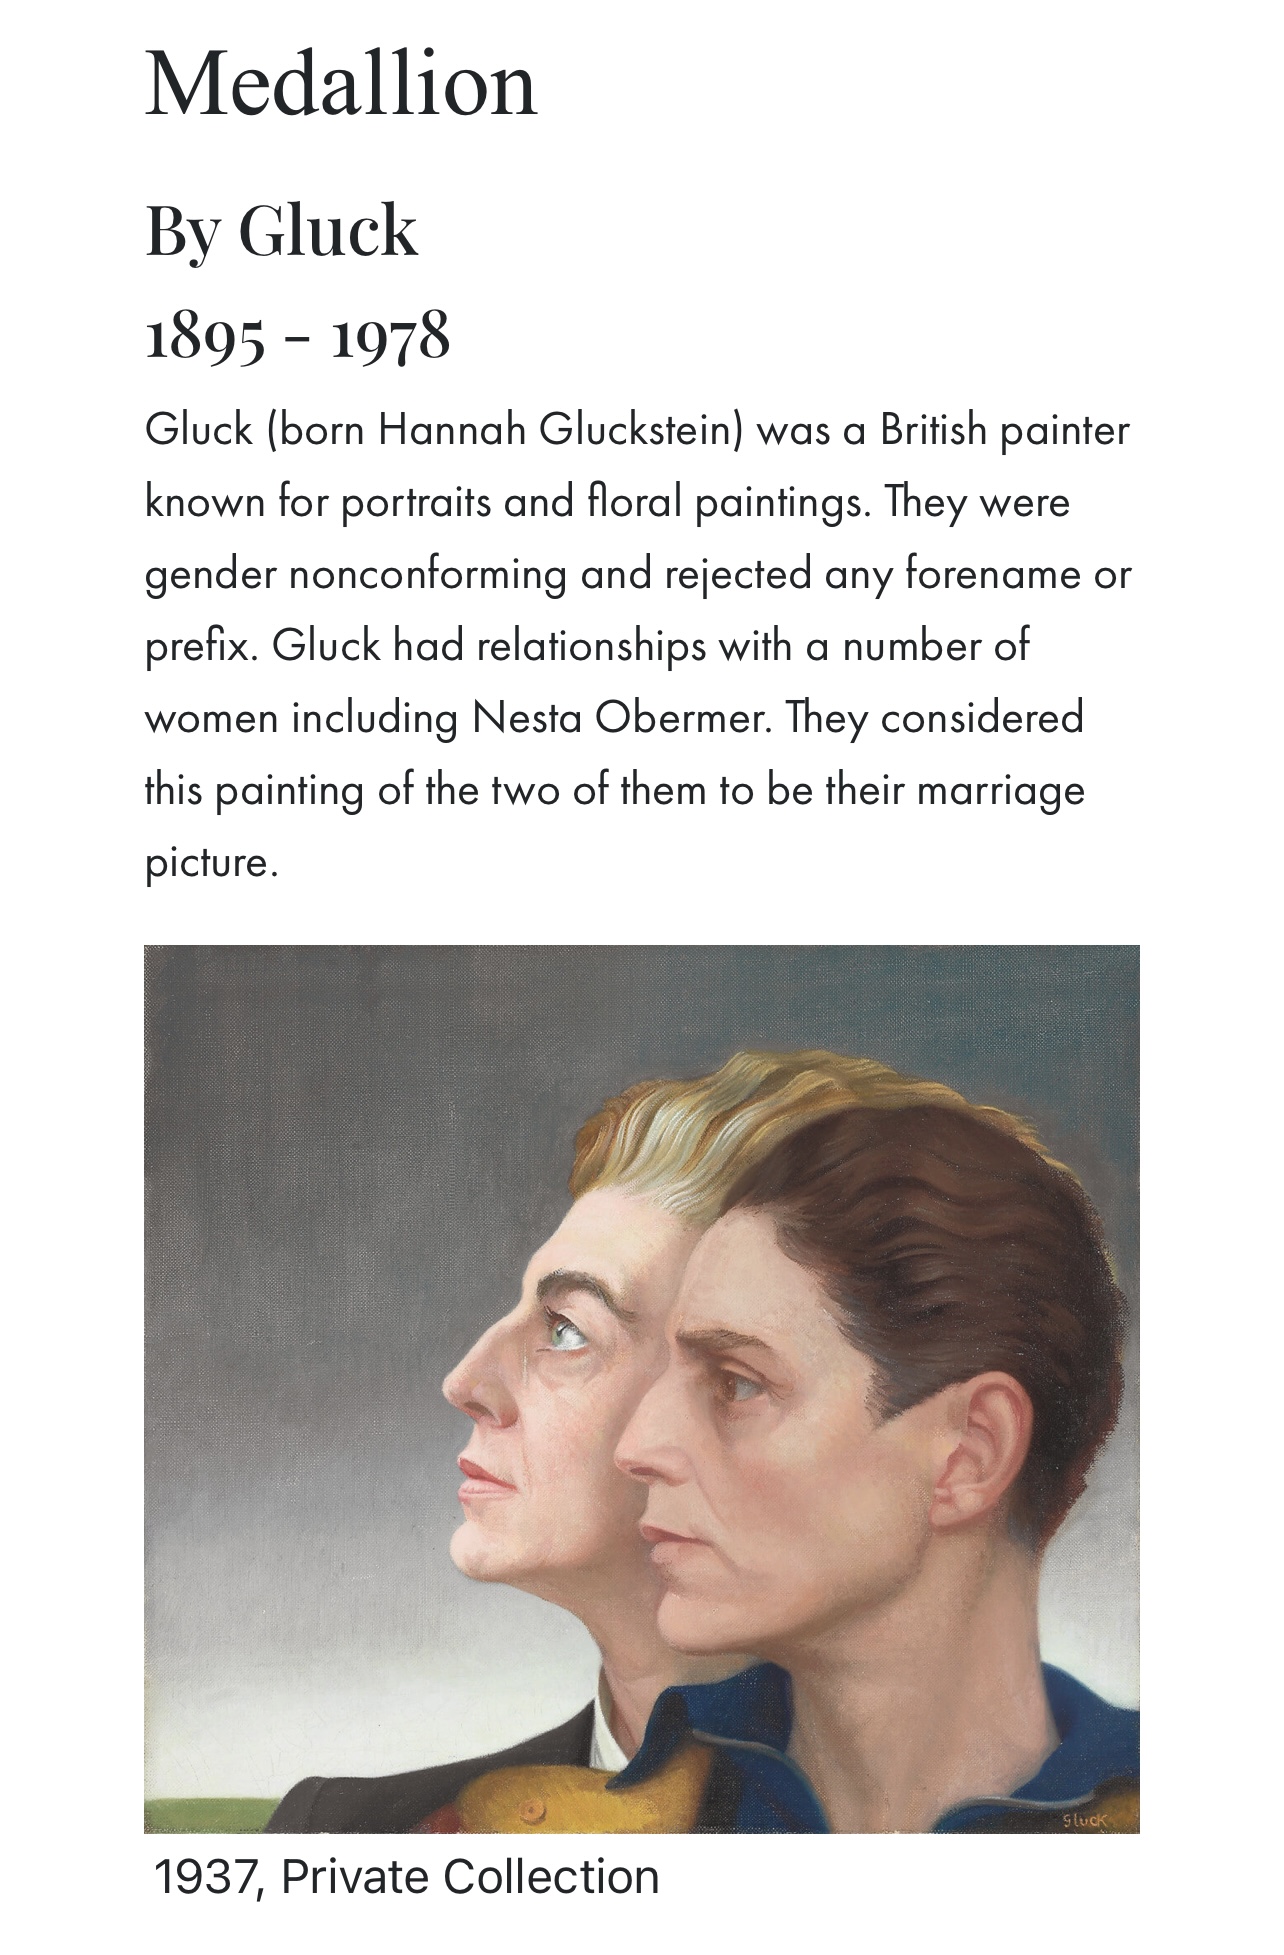 Medallion
By Gluck
1895 – 1978
Gluck (born Hannah Gluckstein) was a British painter
known for portraits and floral paintings. They were
gender nonconforming and rejected any forename or
prefix. Gluck had relationships with a number of
women including Nesta Obermer. They considered
this painting of the two of them to be their marriage
picture.
Gluck
1937, Private Collection